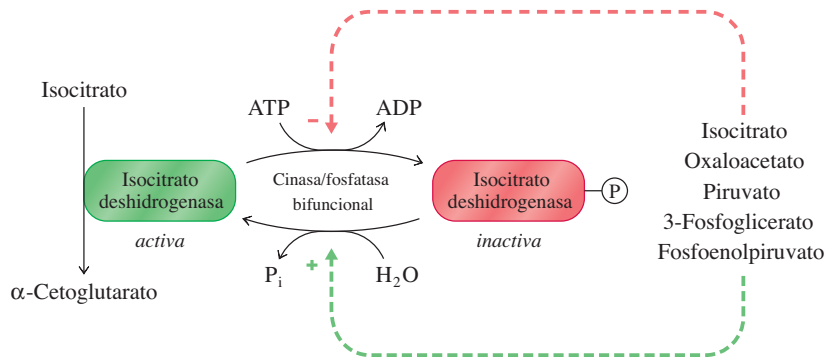 Isocitrato
ATP
ADP
–
Isocitrato
deshidrogenasa
activa
Cinasa/fosfatasa
bifuncional
Isocitrato
deshidrogenasa
P
inactiva
Pi
+
H2O
α-Cetoglutarato
Isocitrato
Oxaloacetato
Piruvato
3-Fosfoglicerato
Fosfoenolpiruvato